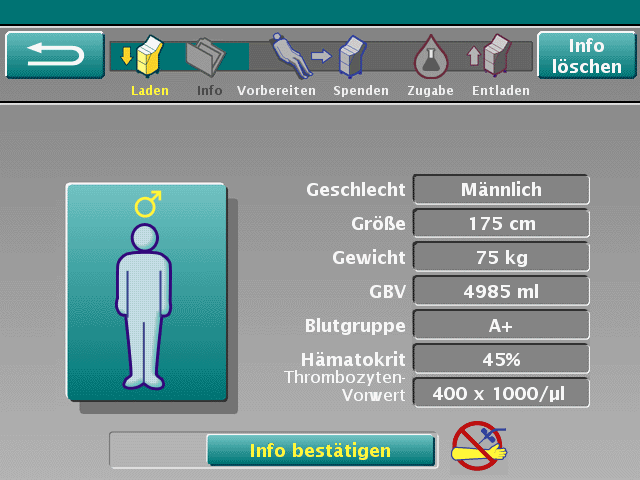 Info
löschen
Laden
Info
Vorbereiten
Spenden
Zugabe
Entladen
Geschlecht Männlich
Größe 175 cm
Gewicht 75 kg
GBV 4985 ml
Blutgruppe A+
Hämatokrit 45%
Thrombozyten-
Vorwert 400 x 1000/µl
Info bestätigen